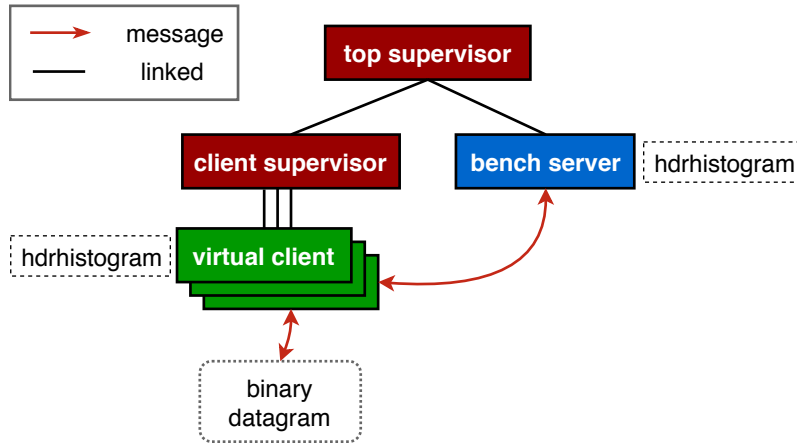 message
linked
top supervisor
client supervisor
bench server
hdrhistogram
hdrhistogram
virtual client
binary
datagram